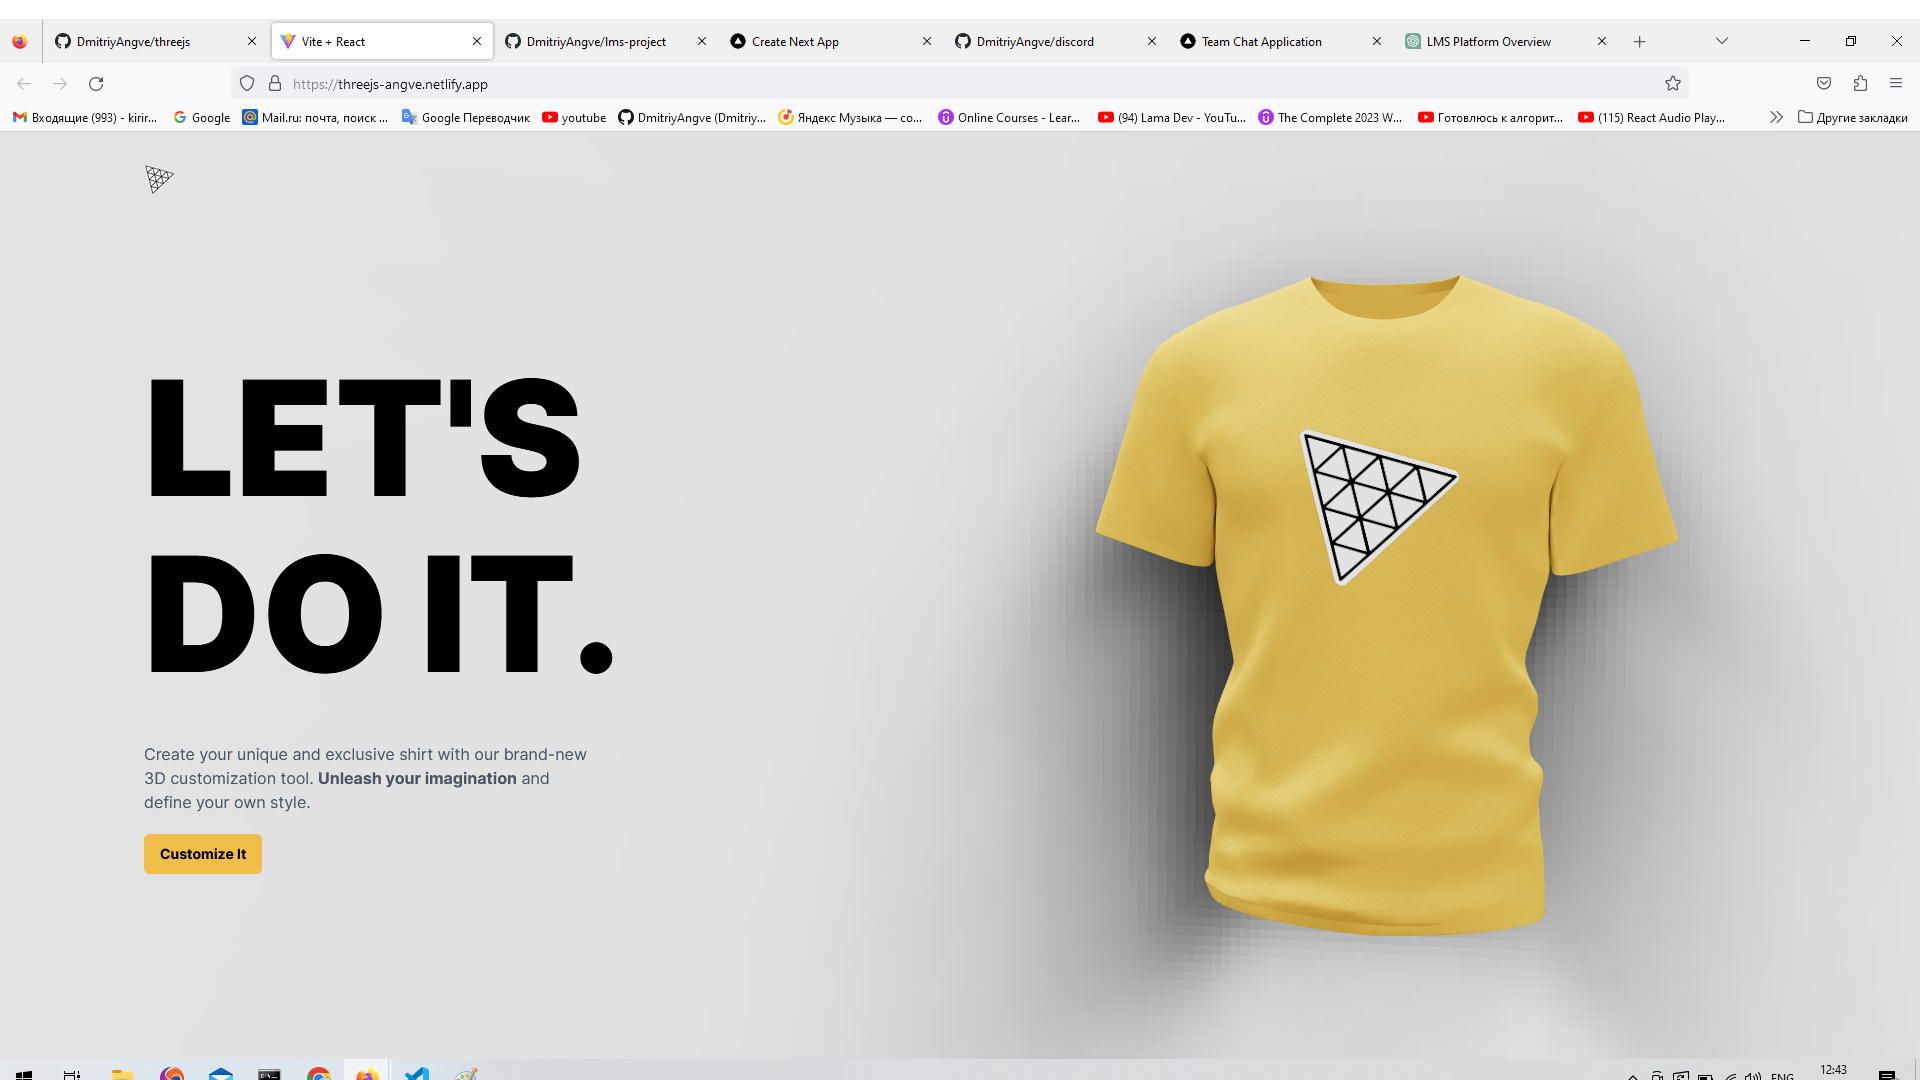 DmitriyAngve/threejs
Vite + React
DmitriyAngve/lms-project
Create Next App
DmitriyAngve/discord
Team Chat Application
LMS Platform Overview
https://threejs-angve.netlify.app
Входящие (993) - kirir...
Google
Mail.ru: почта, поиск ...
Google Переводчик
youtube
DmitriyAngve (Dmitriy...
Яндекс Музыка — со...
Online Courses - Lear...
(94) Lama Dev - YouTu...
The Complete 2023 W...
Готовлюсь к алгорит...
(115) React Audio Play...
Другие закладки
LET'S
DO IT.
Create your unique and exclusive shirt with our brand-new
3D customization tool. Unleash your imagination and
define your own style.
Customize It
ENG
12:43